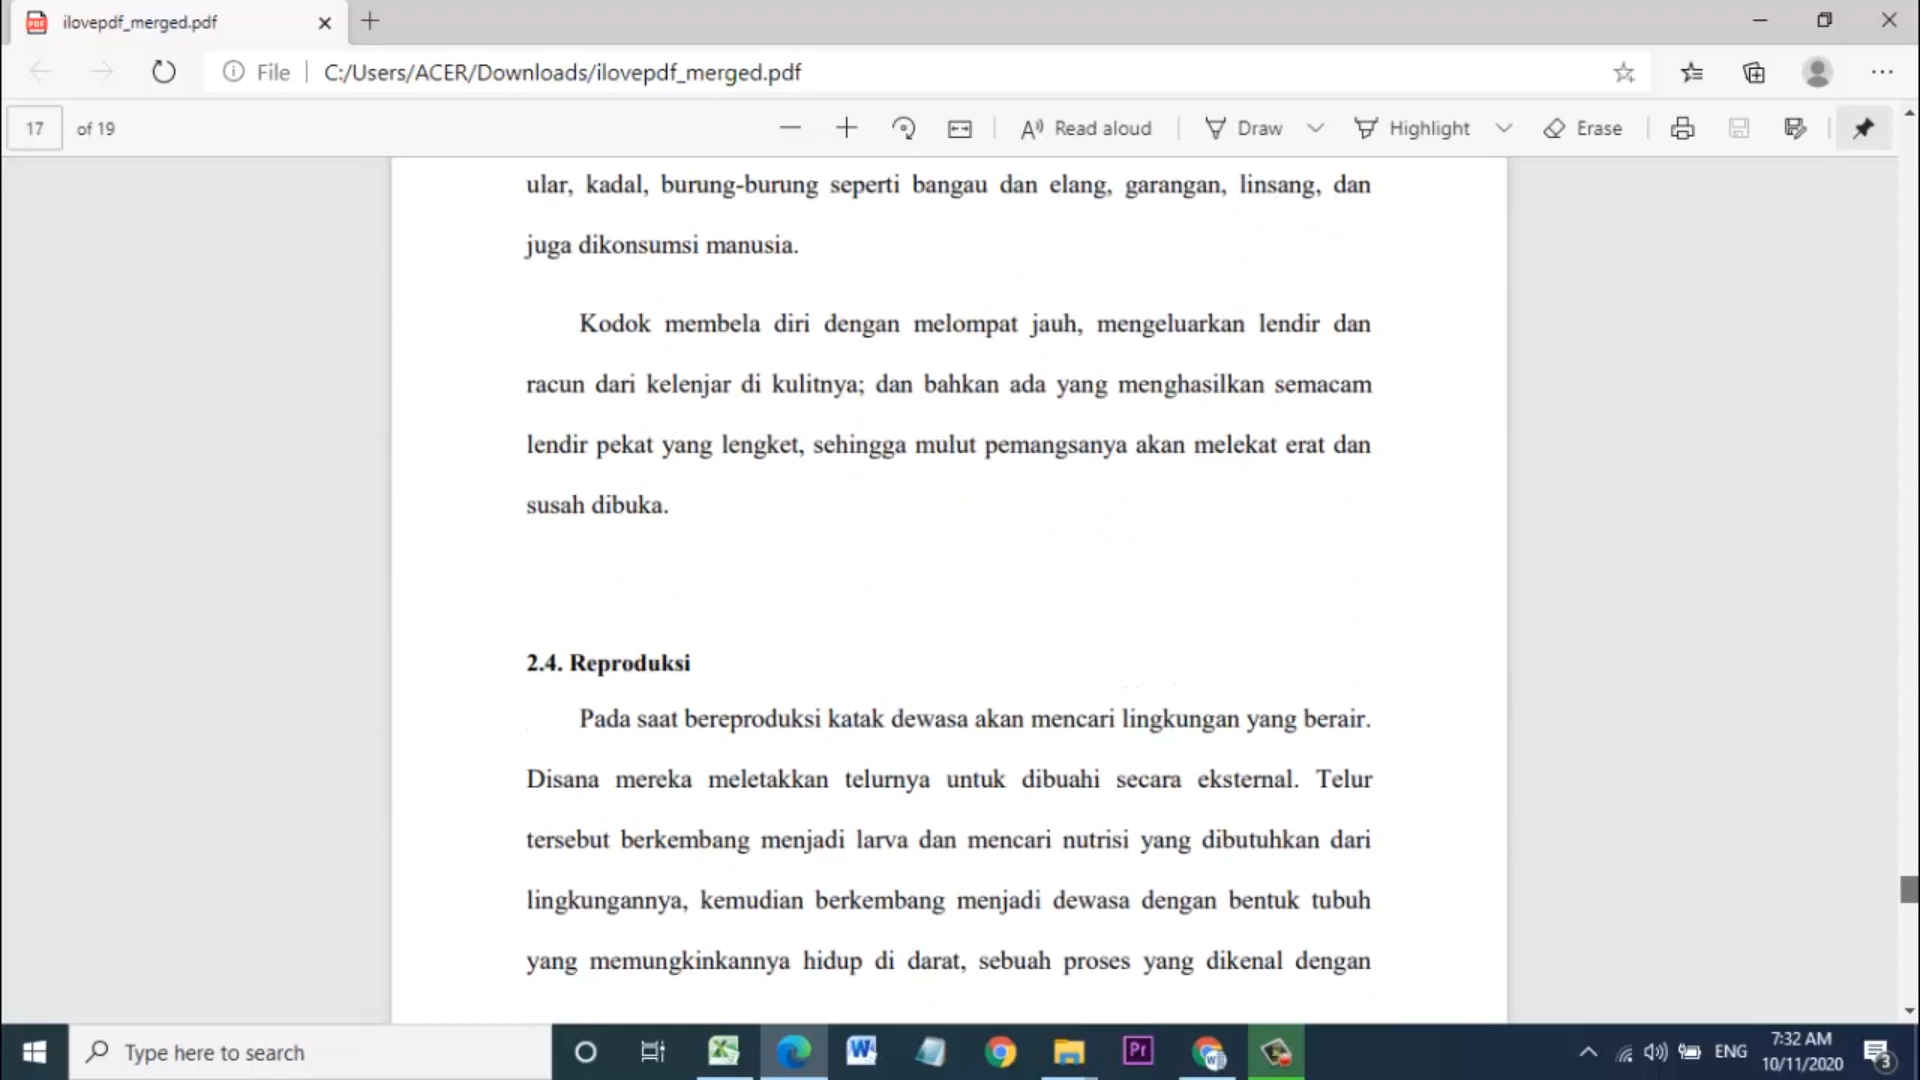 ilovepdf_merged.pdf
File
C:/Users/ACER/Downloads/ilovepdf_merged.pdf
17 of 19
Read aloud
Draw
Highlight
Erase
ular, kadal, burung-burung seperti bangau dan elang, garangan, linsang, dan
juga dikonsumsi manusia.
Kodok membela diri dengan melompat jauh, mengeluarkan lendir dan
racun dari kelenjar di kulitnya; dan bahkan ada yang menghasilkan semacam
lendir pekat yang lengket, sehingga mulut pemangsanya akan melekat erat dan
susah dibuka.
2.4. Reproduksi
Pada saat bereproduksi katak dewasa akan mencari lingkungan yang berair.
Disana mereka meletakkan telurnya untuk dibuahi secara eksternal. Telur
tersebut berkembang menjadi larva dan mencari nutrisi yang dibutuhkan dari
lingkungannya, kemudian berkembang menjadi dewasa dengan bentuk tubuh
yang memungkinkannya hidup di darat, sebuah proses yang dikenal dengan
Type here to search
Pr
ENG
7:32 AM
10/11/2020
3